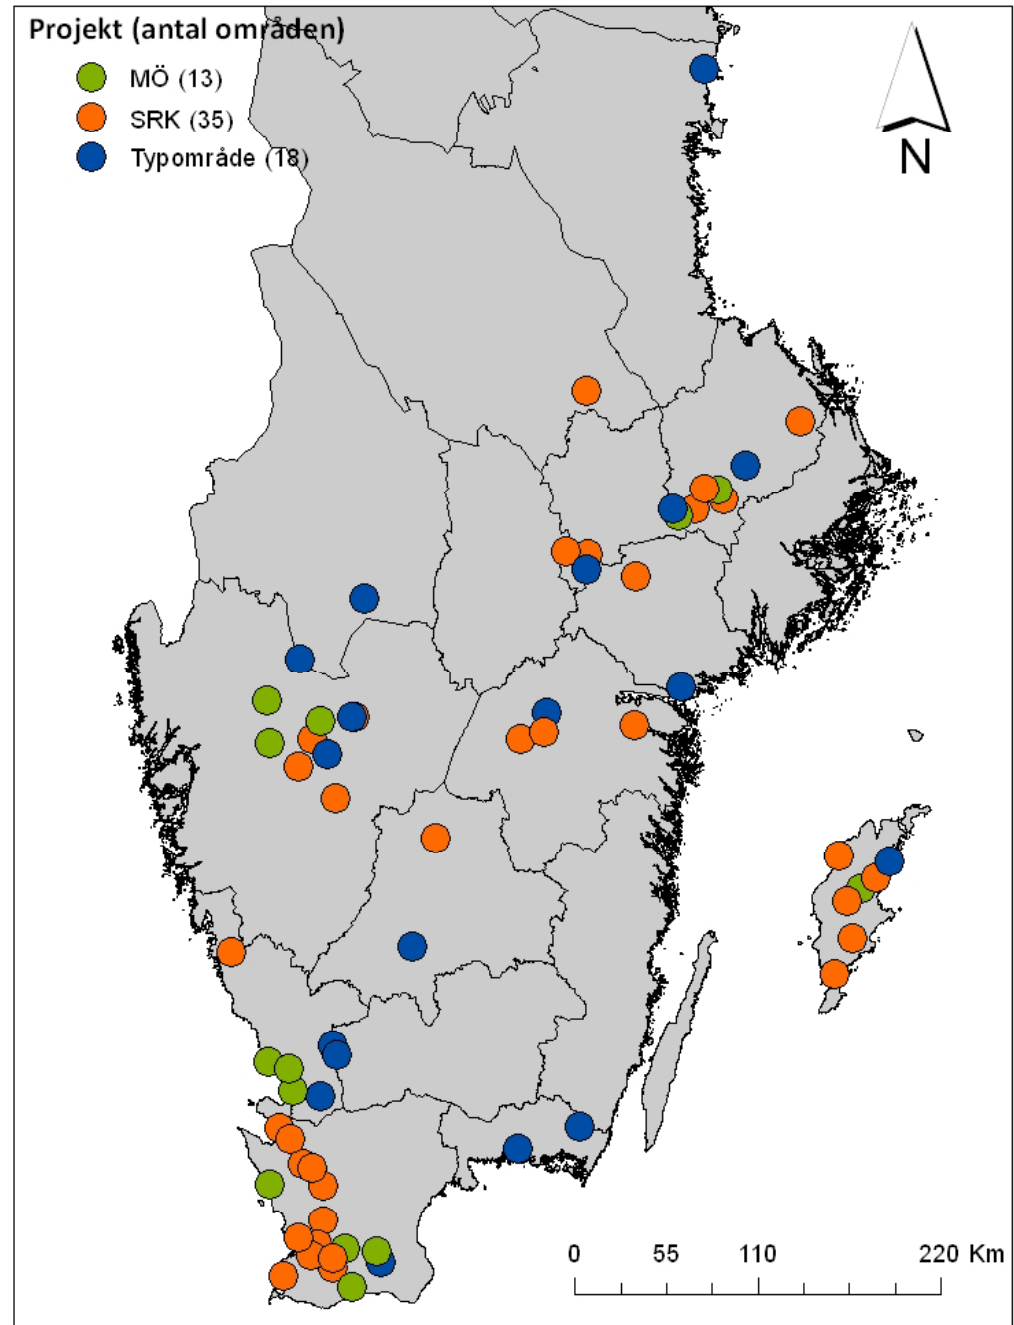 Projekt (antal områden)
MÖ (13)
SRK (35)
Typområde (18)
N
0 55 110 220 Km